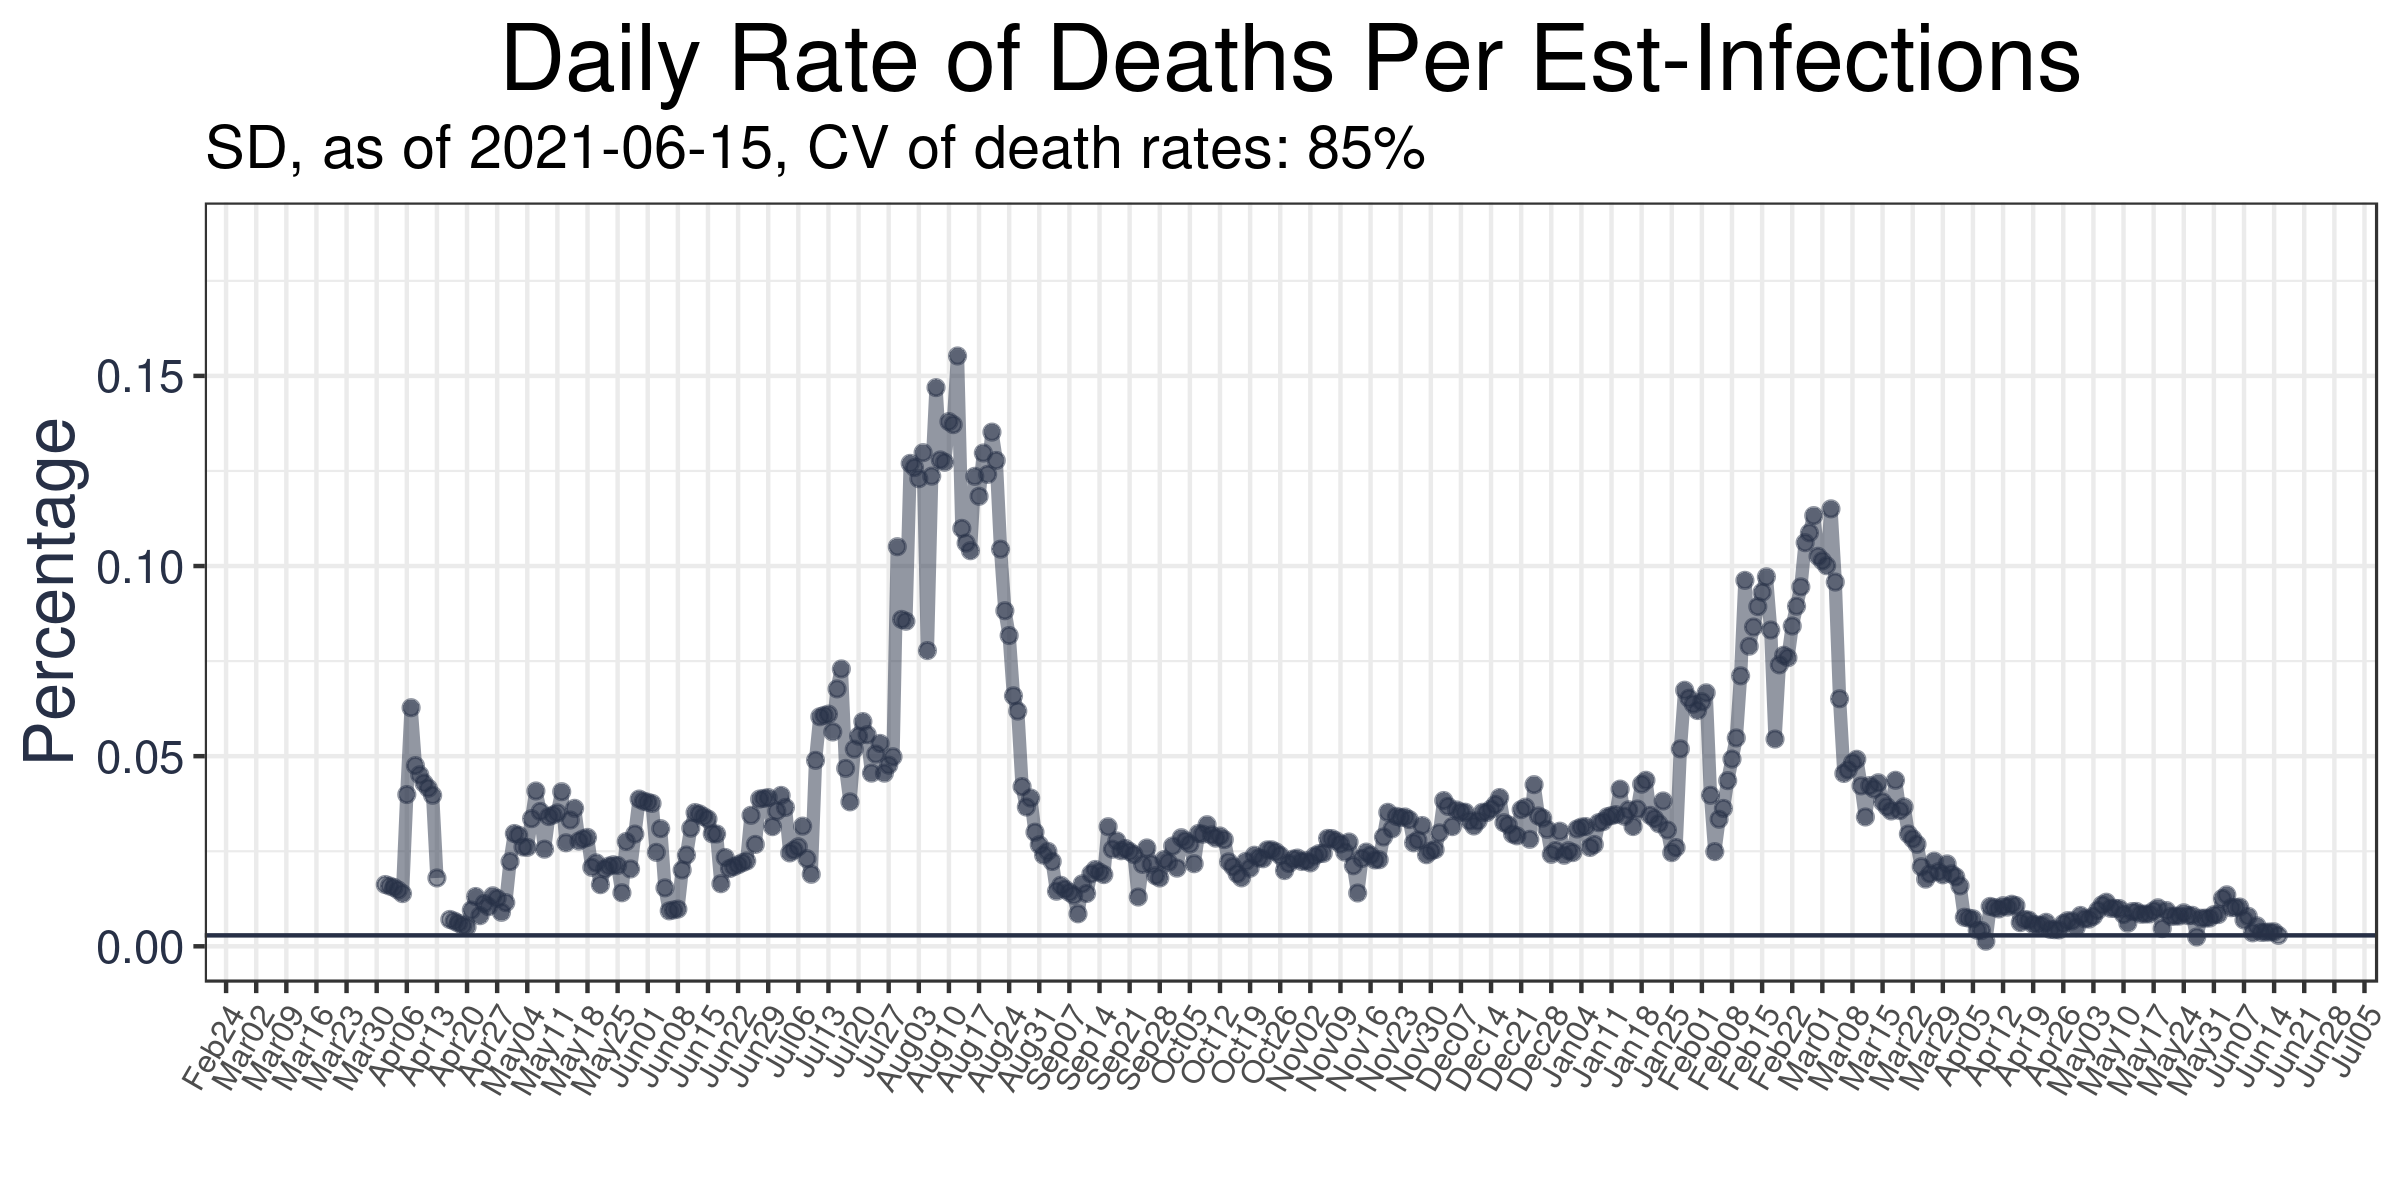 Daily Rate of Deaths Per Est-Infections
SD, as of 2021-06-15, CV of death rates: 85%
Percentage
0.15
0.10
0.05
0.00
Feb24
Mar02
Mar09
Mar16
Mar23
Mar30
Apr06
Apr13
Apr20
Apr27
May04
May11
May18
May25
Jun01
Jun08
Jun15
Jun22
Jun29
Jul06
Jul13
Jul20
Jul27
Aug03
Aug10
Aug17
Aug24
Aug31
Sep07
Sep14
Sep21
Sep28
Oct05
Oct12
Oct19
Oct26
Nov02
Nov09
Nov16
Nov23
Nov30
Dec07
Dec14
Dec21
Dec28
Jan04
Jan11
Jan18
Jan25
Feb01
Feb08
Feb15
Feb22
Mar01
Mar08
Mar15
Mar22
Mar29
Apr05
Apr12
Apr19
Apr26
May03
May10
May17
May24
May31
Jun07
Jun14
Jun21
Jun28
Jul05